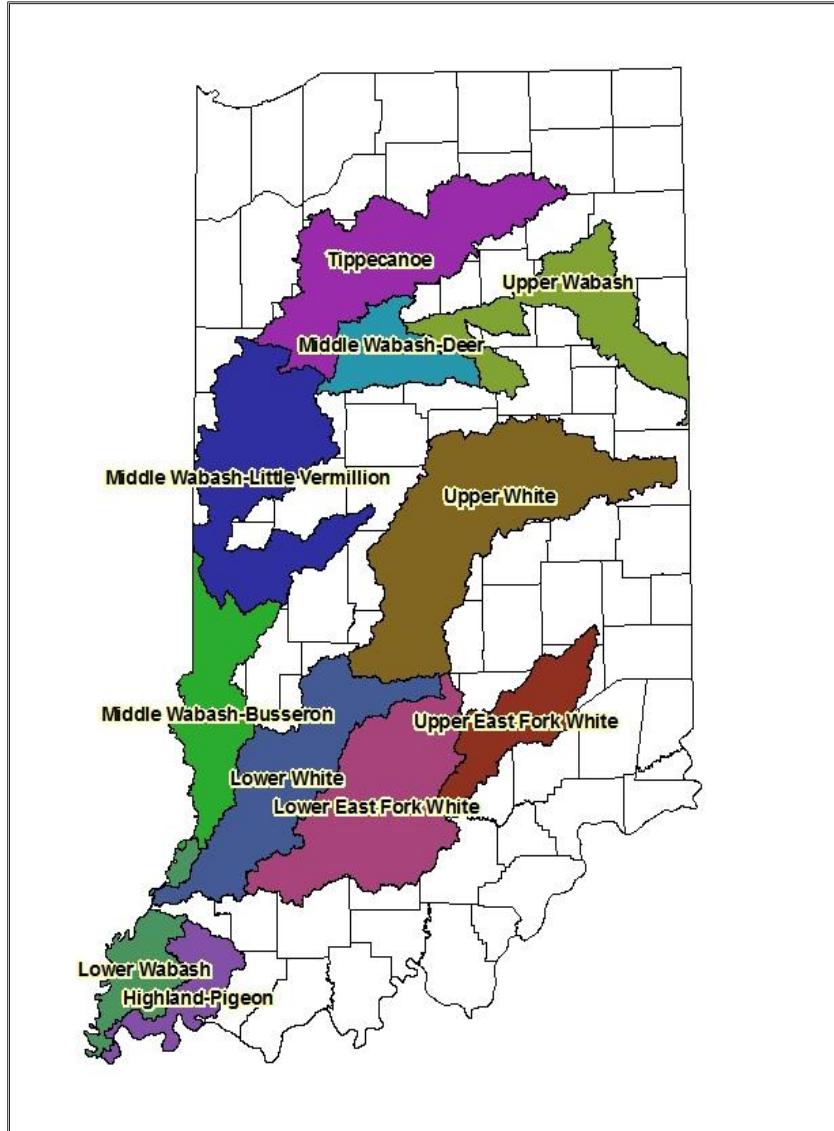 Tippecanoe
Upper Wabash
Middle Wabash-Deer
Middle Wabash-Little Vermillion
Upper White
Middle Wabash-Busseron
Upper East Fork White
Lower White
Lower East Fork White
Lower Wabash
Highland-Pigeon